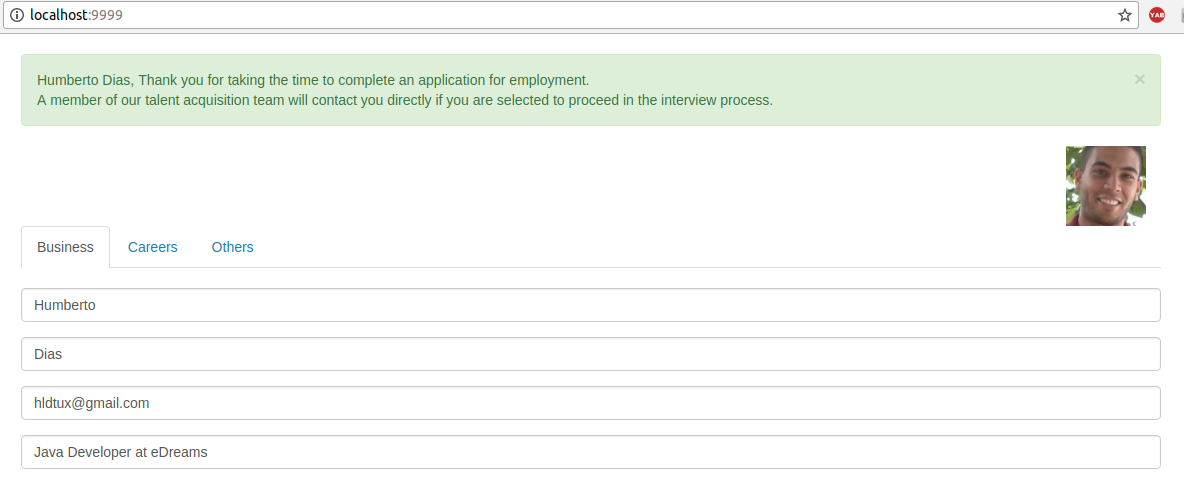 localhost:9999
YAB
Humberto Dias, Thank you for taking the time to complete an application for employment.
A member of our talent acquisition team will contact you directly if you are selected to proceed in the interview process.
×
Business Careers Others
Humberto
Dias
hldtux@gmail.com
Java Developer at eDreams